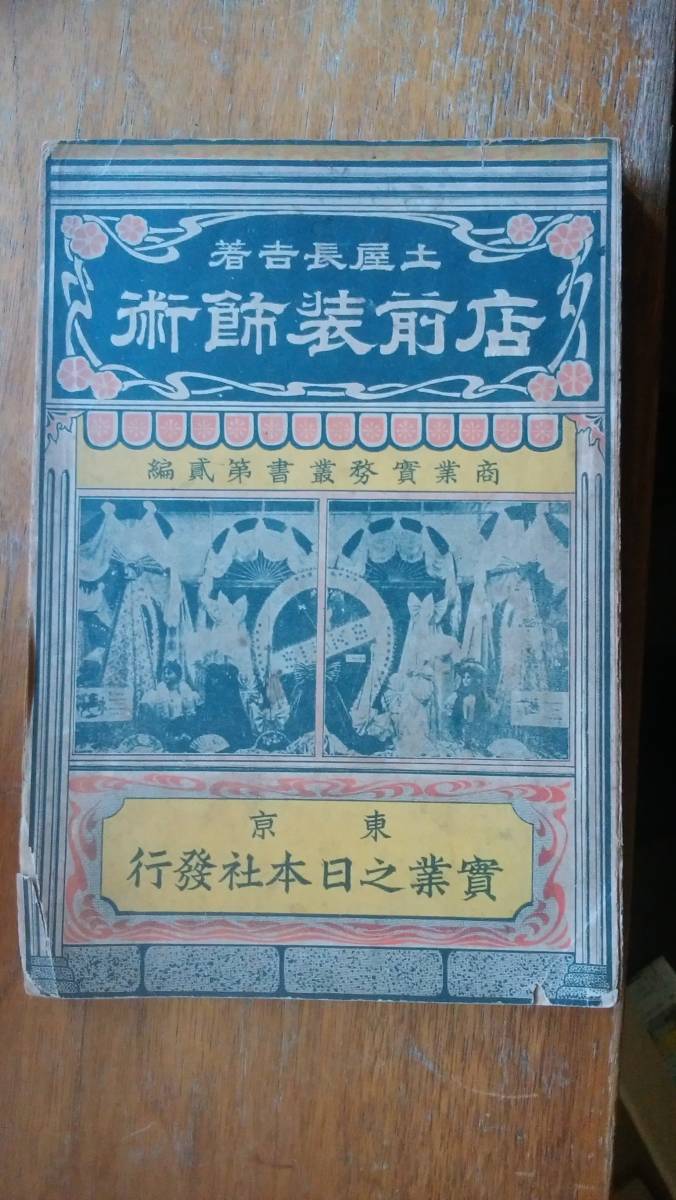 土屋長吉著
店前装飾術
商業實務叢書第貳編
東京
實業之日本社發行